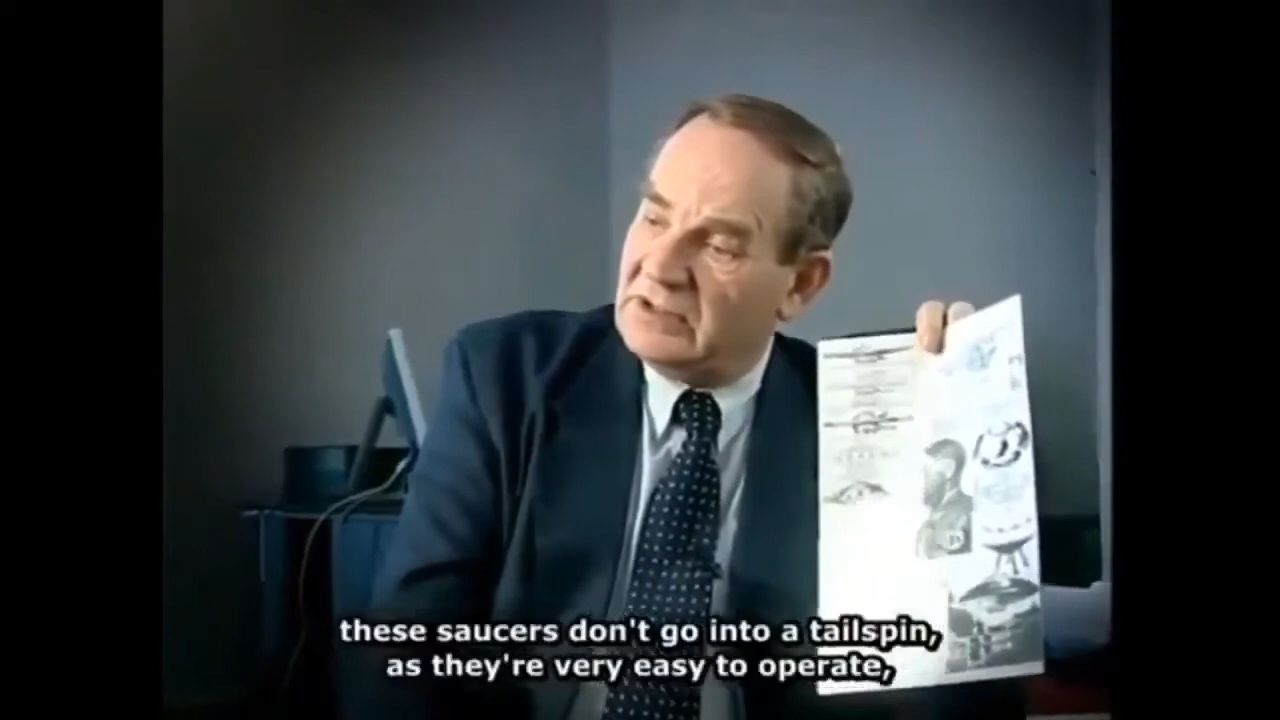 these saucers don't go into a tailspin,
as they're very easy to operate,